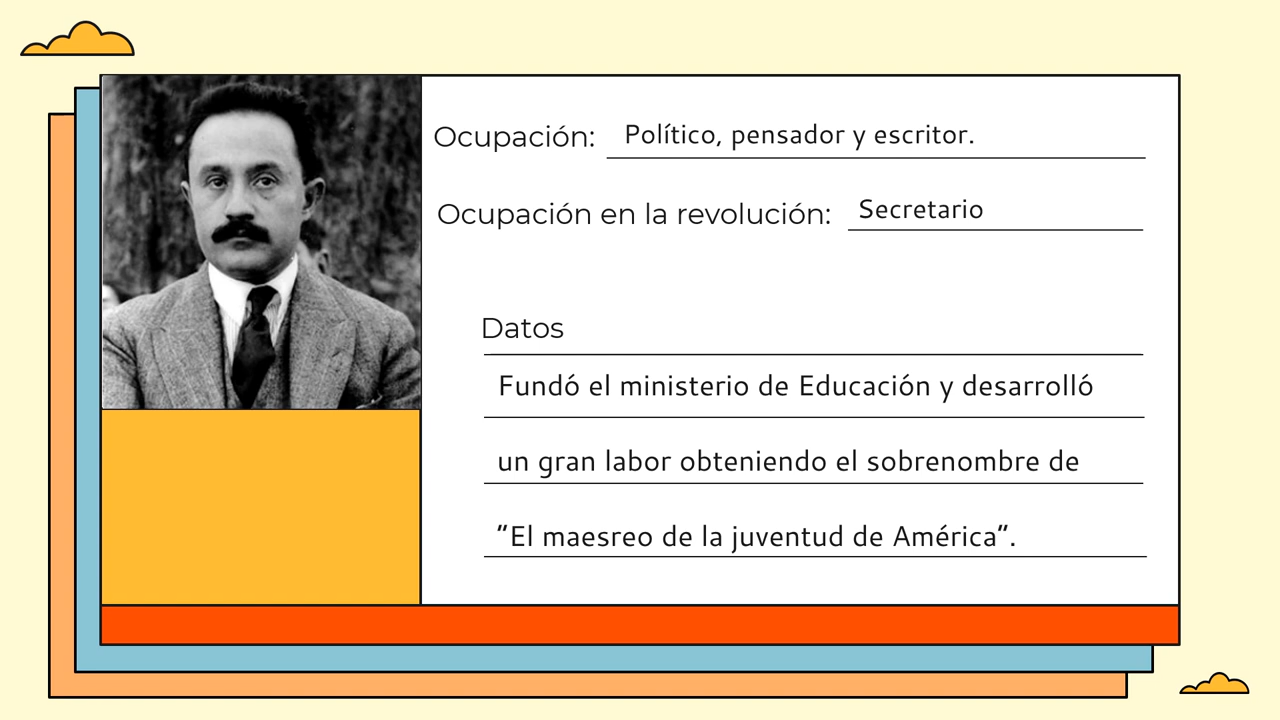 Ocupación: Político, pensador y escritor.
Ocupación en la revolución: Secretario
Datos
Fundó el ministerio de Educación y desarrolló
un gran labor obteniendo el sobrenombre de
"El maesreo de la juventud de América".